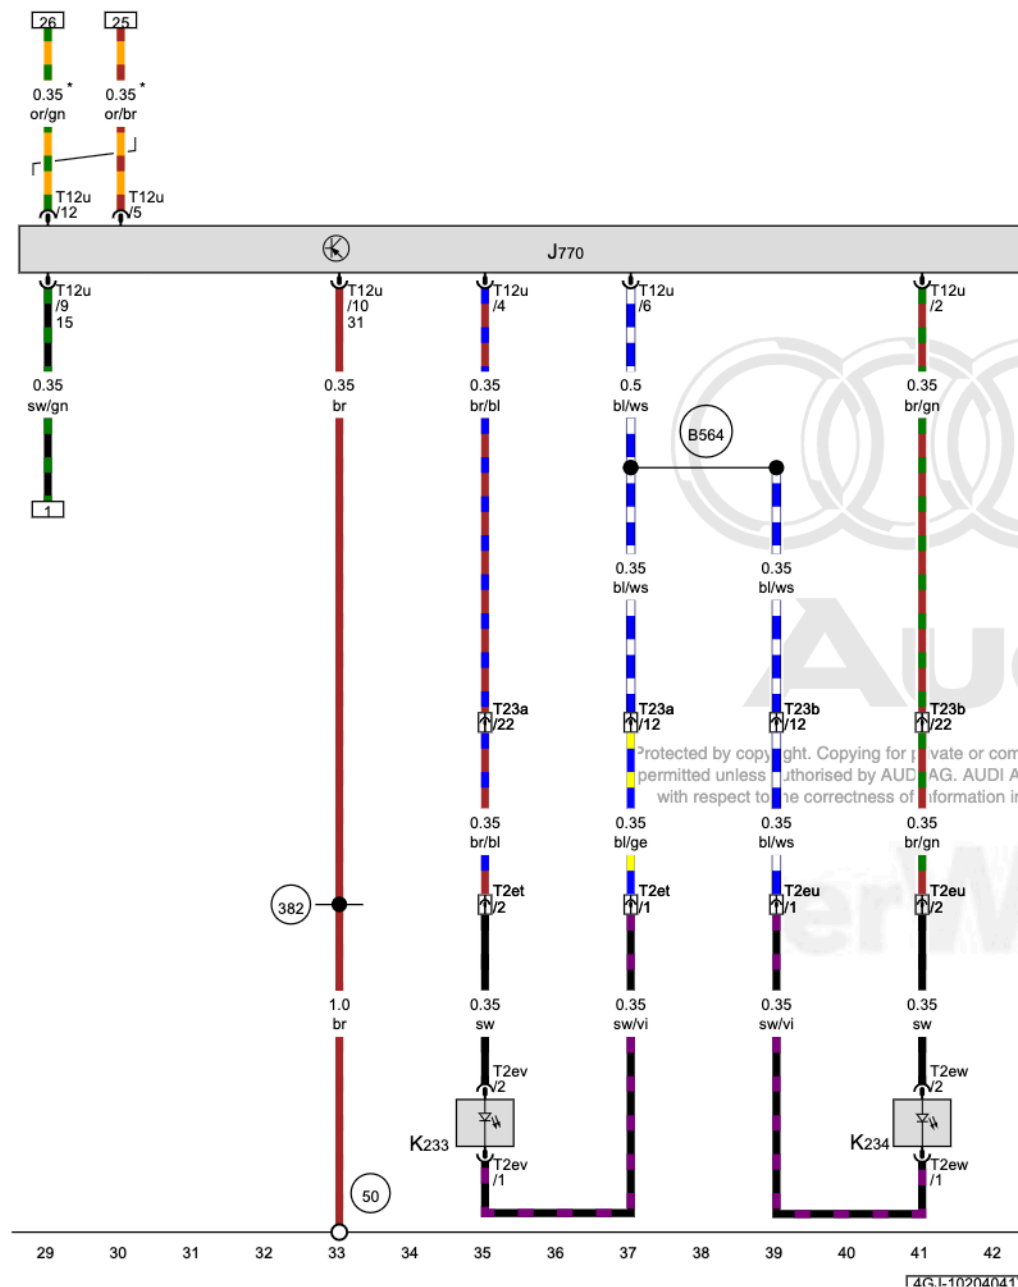 26 25
0.35 * 0.35 *
or/gn or/br
T12u T12u
/12 /5
J770
T12u T12u T12u T12u T12u
/9 /10 /4 /6 /2
15 31
0.35 0.35 0.35 0.5 0.35
sw/gn br br/bl bl/ws br/gn
B564
1
0.35 0.35
bl/ws bl/ws
T23a T23a T23b T23b
/22 /12 /12 /22
Protected by copyright. Copying for private or com
permitted unless authorised by AUDI AG. AUDI A
with respect to the correctness of information in
0.35 0.35 0.35 0.35
br/bl bl/ge bl/ws br/gn
T2et T2et T2eu T2eu
/2 /1 /1 /2
382
1.0 0.35 0.35 0.35 0.35
br sw sw/vi sw/vi sw
T2ev T2ew
/2 /2
K233 K234
T2ev T2ew
/1 /1
50
29 30 31 32 33 34 35 36 37 38 39 40 41 42
4GJ-10204041